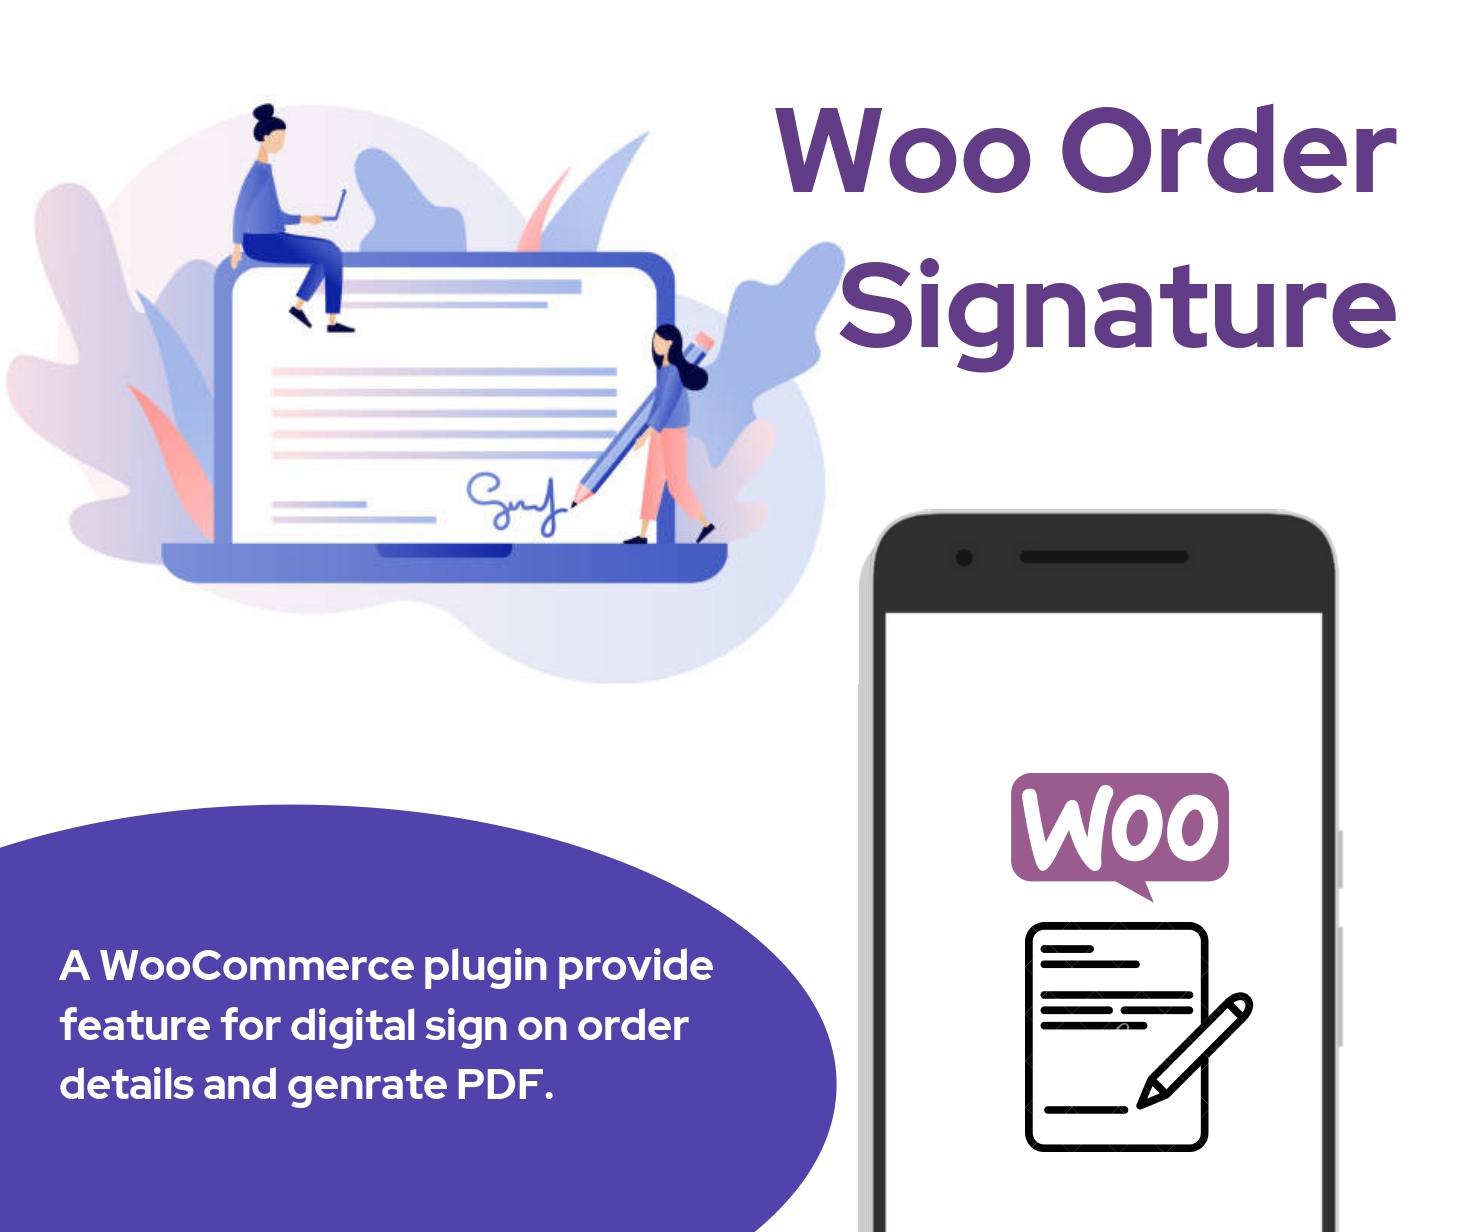 Woo Order
Signature
Woo
A WooCommerce plugin provide
feature for digital sign on order
details and genrate PDF.